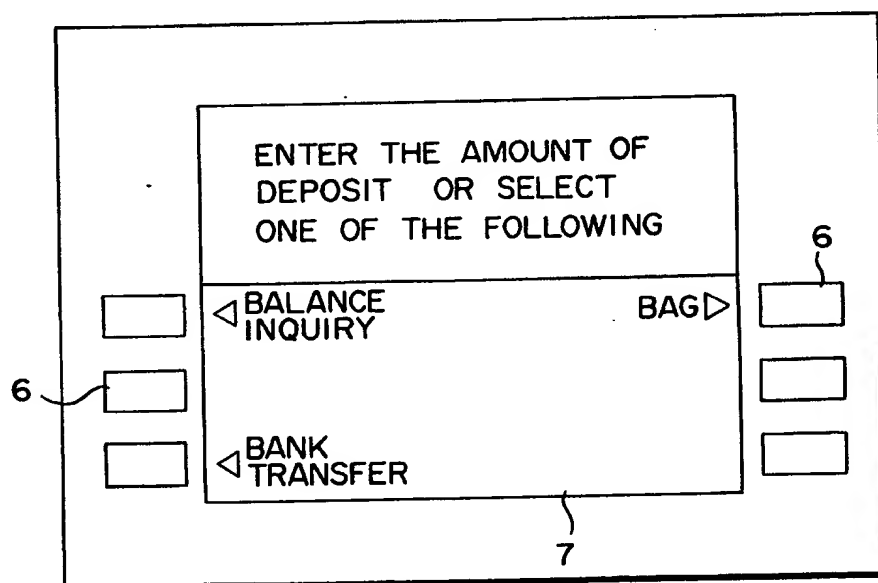 ENTER THE AMOUNT OF
DEPOSIT OR SELECT
ONE OF THE FOLLOWING
6
◁ BALANCE
INQUIRY
BAG ▷
6
◁ BANK
TRANSFER
7